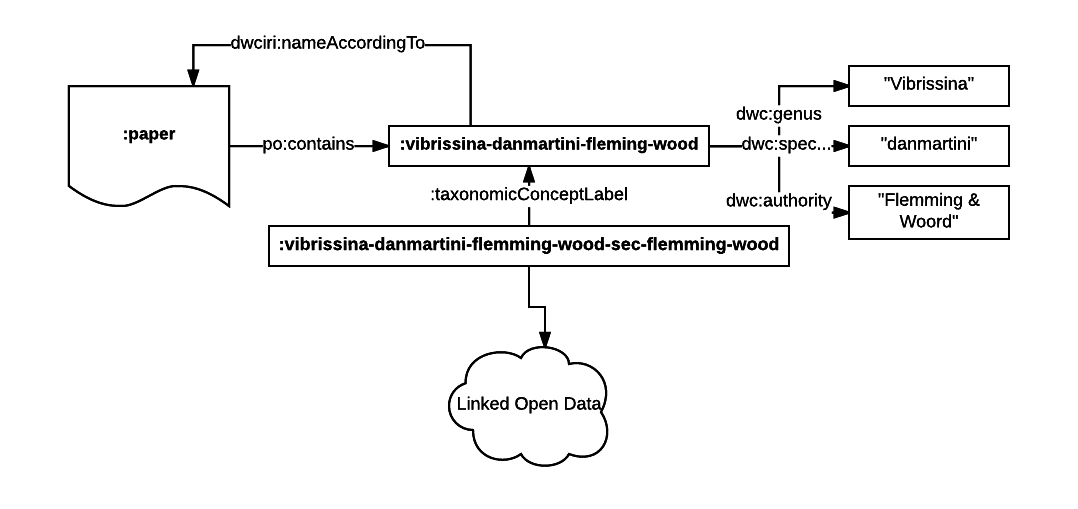 dwciri:nameAccordingTo
"Vibrissina"
dwc:genus
:paper
po:contains
:vibrissina-danmartini-fleming-wood
dwc:spec...
"danmartini"
:taxonomicConceptLabel
dwc:authority
"Flemming &
Woord"
:vibrissina-danmartini-flemming-wood-sec-flemming-wood
Linked Open Data